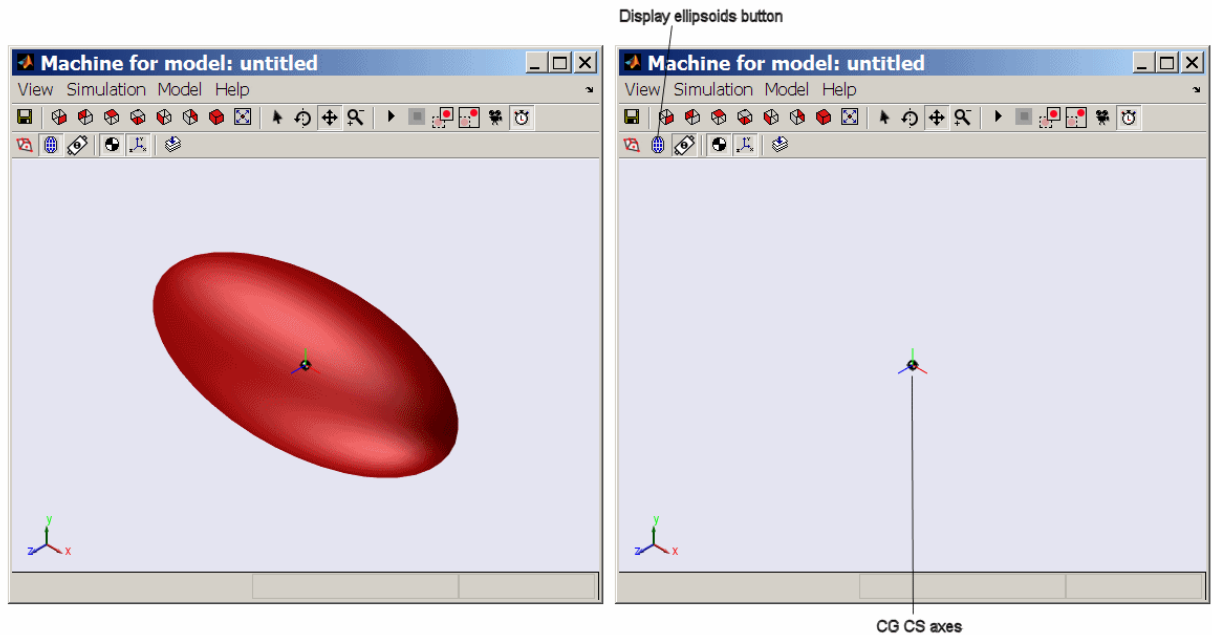 Display ellipsoids button
Machine for model: untitled
View Simulation Model Help
y
z x
Machine for model: untitled
View Simulation Model Help
y
z x
CG CS axes